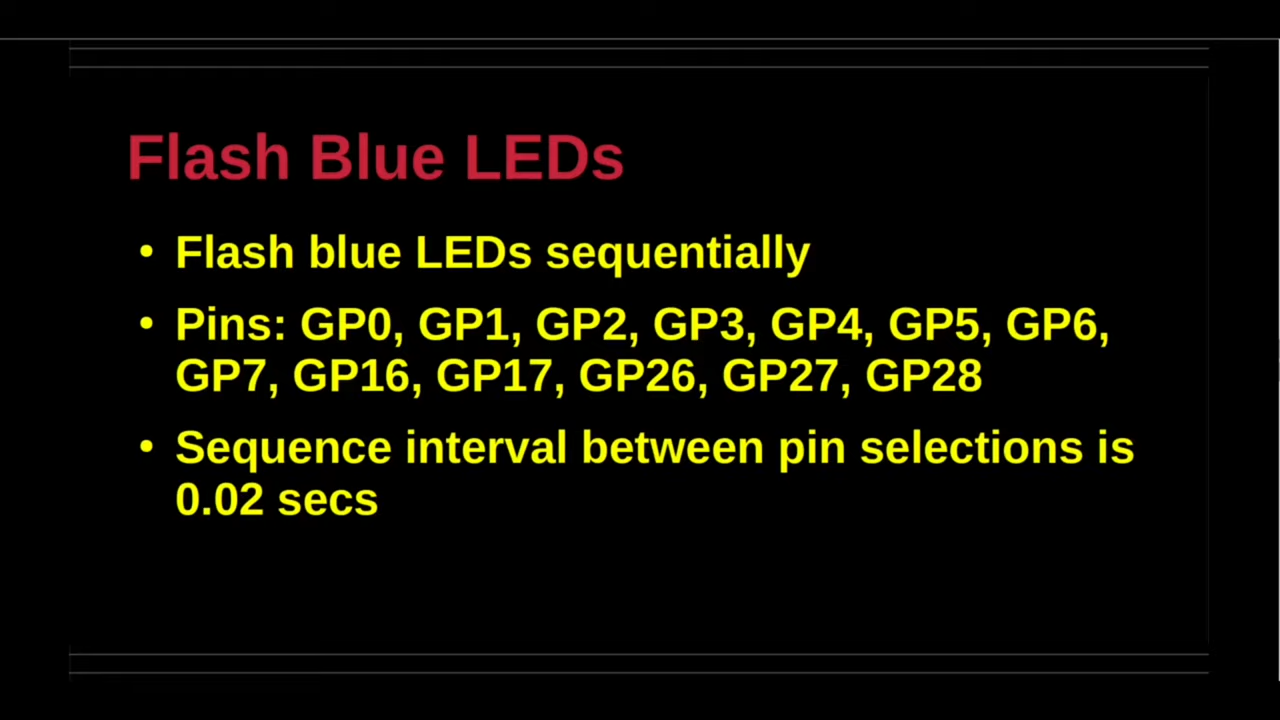 Flash Blue LEDs
• Flash blue LEDs sequentially
• Pins: GP0, GP1, GP2, GP3, GP4, GP5, GP6,
GP7, GP16, GP17, GP26, GP27, GP28
• Sequence interval between pin selections is
0.02 secs